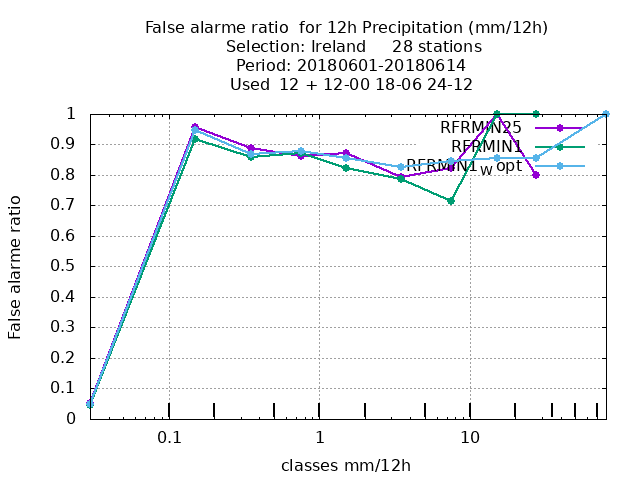 False alarme ratio  for 12h Precipitation (mm/12h)
Selection: Ireland     28 stations
Period: 20180601-20180614
Used  12 + 12-00 18-06 24-12
RFRMIN25
RFRMIN1
RFRMIN1W opt
1
0.9
0.8
0.7
0.6
0.5
0.4
0.3
0.2
0.1
0
False alarme ratio
0.1 1 10
classes mm/12h